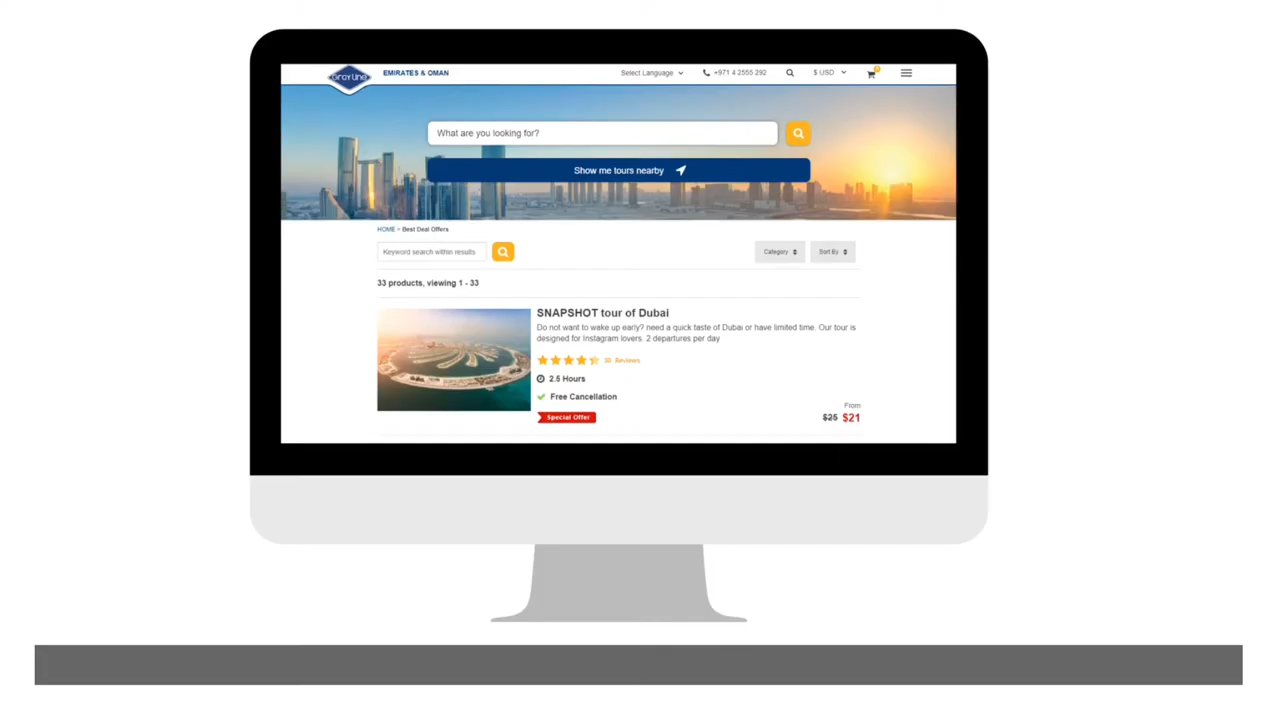 Gray Line
EMIRATES & OMAN
Select Language
+971 4 2555 292
$ USD
What are you looking for?
Show me tours nearby
HOME - Best Deal Offers
Keyword search within results
Category
Sort By
33 products, viewing 1 - 33
SNAPSHOT tour of Dubai
Do not want to wake up early? need a quick taste of Dubai or have limited time. Our tour is
designed for Instagram lovers. 2 departures per day
30 Reviews
2.5 Hours
Free Cancellation
Special Offer
From
$25 $21